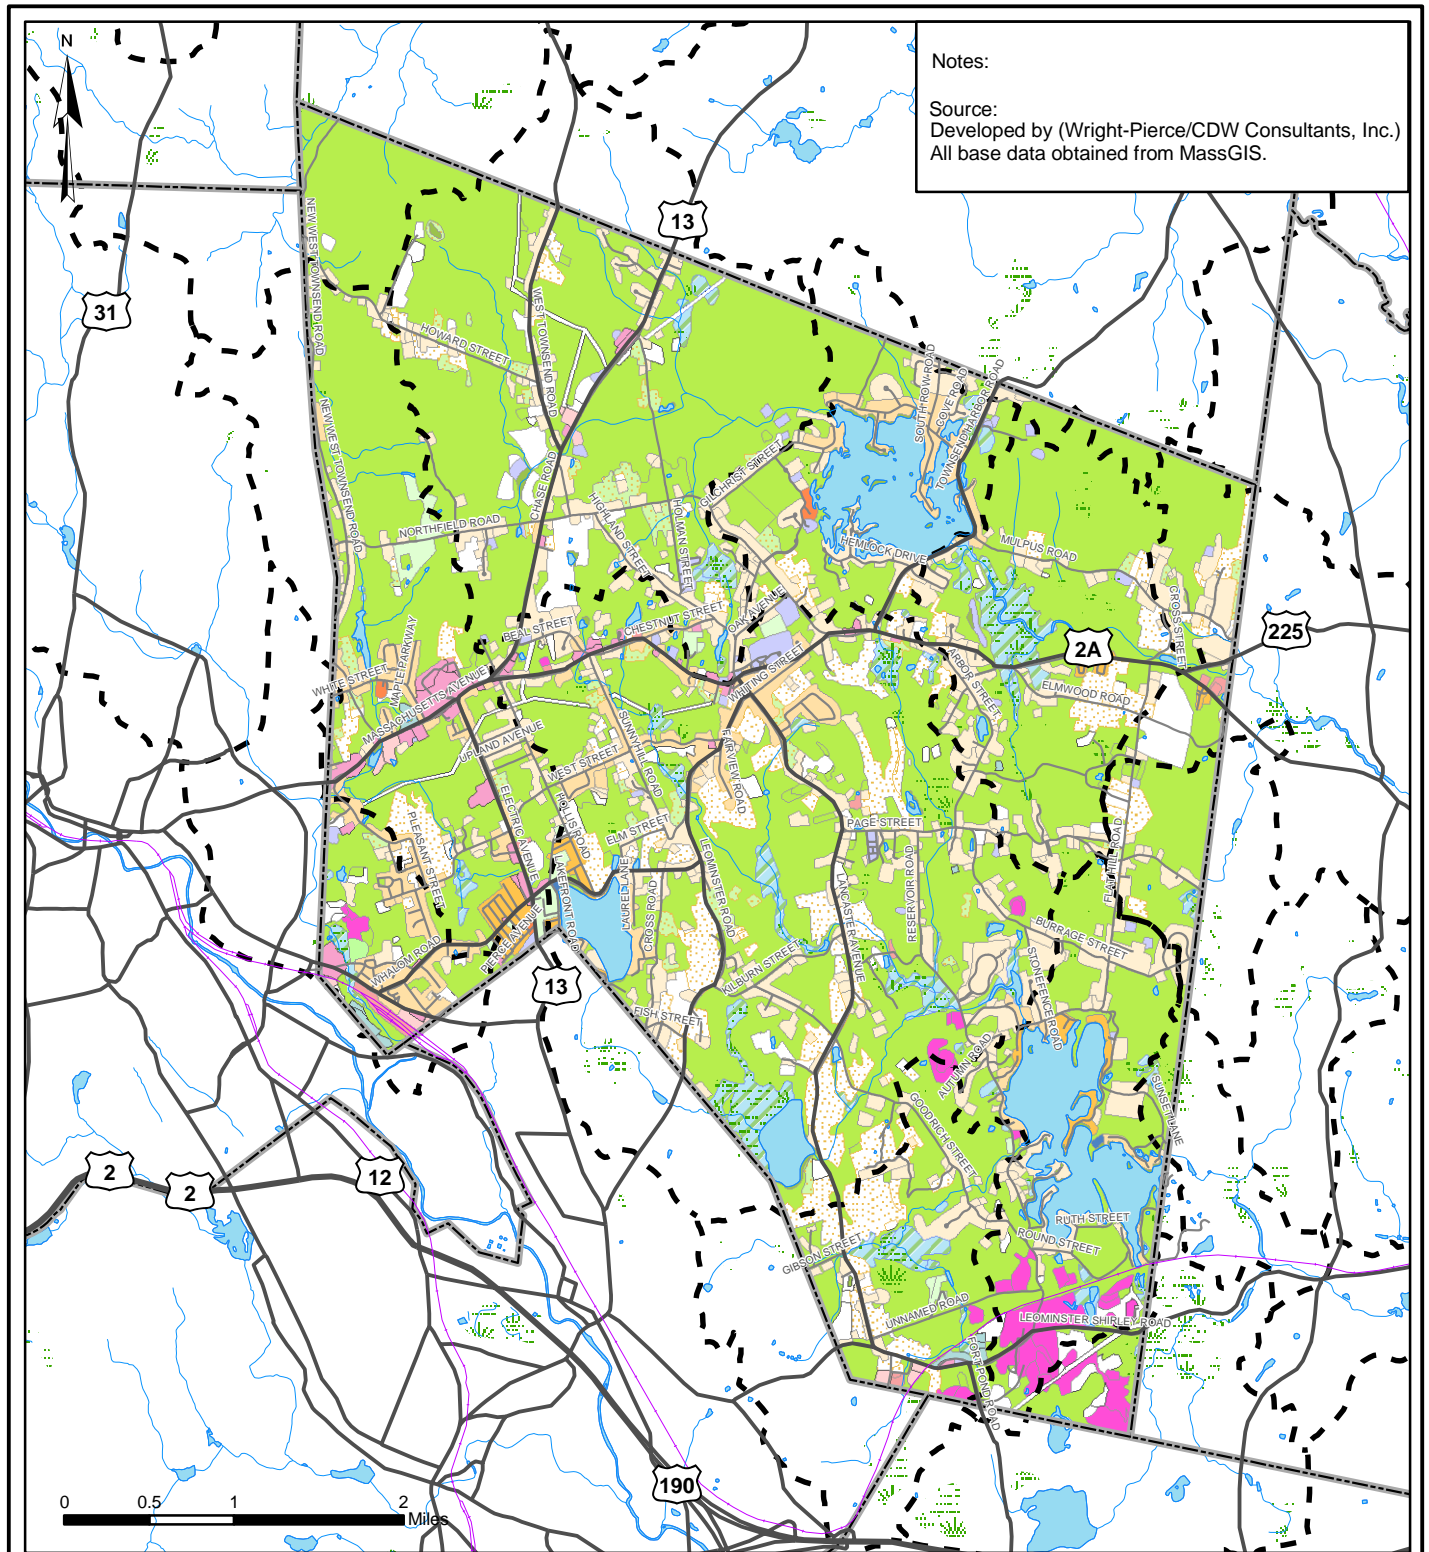 N
Notes:
Source:
Developed by (Wright-Pierce/CDW Consultants, Inc.)
All base data obtained from MassGIS.
13
31
NEW WEST TOWNSEND ROAD
WEST TOWNSEND ROAD
HOWARD STREET
SOUTH ROW ROAD
COVE ROAD
TOWNSEND HARBOR ROAD
NEW WEST TOWNSEND ROAD
CHASE ROAD
GILCHRIST STREET
NORTHFIELD ROAD
HIGHLAND STREET
HOLMAN STREET
HEMLOCK DRIVE
MULPUS ROAD
CROSS STREET
225
2A
OAK AVENUE
CHESTNUT STREET
BEAL STREET
MAPLE PARKWAY
WHITE STREET
MASSACHUSETTS AVENUE
WHITING STREET
ARBOR STREET
ELMWOOD ROAD
UPLAND AVENUE
SUNNY HILL ROAD
WEST STREET
FAIRVIEW ROAD
ELECTRIC AVENUE
HOLLIS ROAD
ELM STREET
PLEASANT STREET
PAGE STREET
FLAT HILL ROAD
LEOMINSTER ROAD
LAUREL LANE
CROSS ROAD
LAKEFRONT ROAD
LANCASTER AVENUE
RESERVOIR ROAD
BURRAGE STREET
WHALOM ROAD
PIERCE AVENUE
KILBURN STREET
STONEFENCE ROAD
13
FISH STREET
AUTUMN ROAD
GOODRICH STREET
SUNSET LANE
2
2
12
RUTH STREET
ROUND STREET
GIBSON STREET
UNNAMED ROAD
LEOMINSTER SHIRLEY ROAD
FORT POND ROAD
190
0 0.5 1 2
Miles